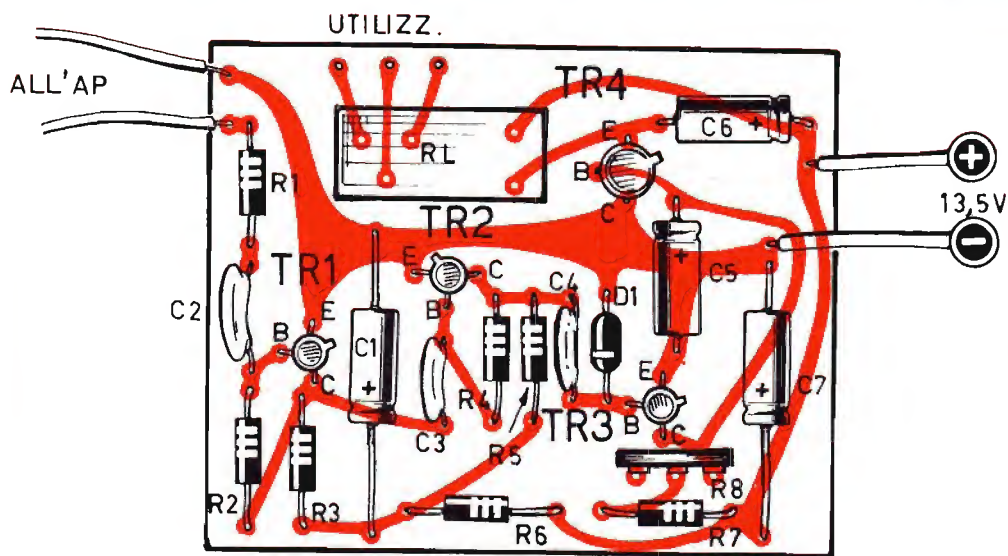 UTILIZZ.
ALL'AP
TR4
C6
+
E
RL
B
+
R1
C
13,5V
TR2
−
TR1
E
C
+
C5
C4
D1
C2
E
B
B
C1
E
C
+
R4
C7
B
+
C3
TR3
C
R5
R8
R2
R3
R6
R7